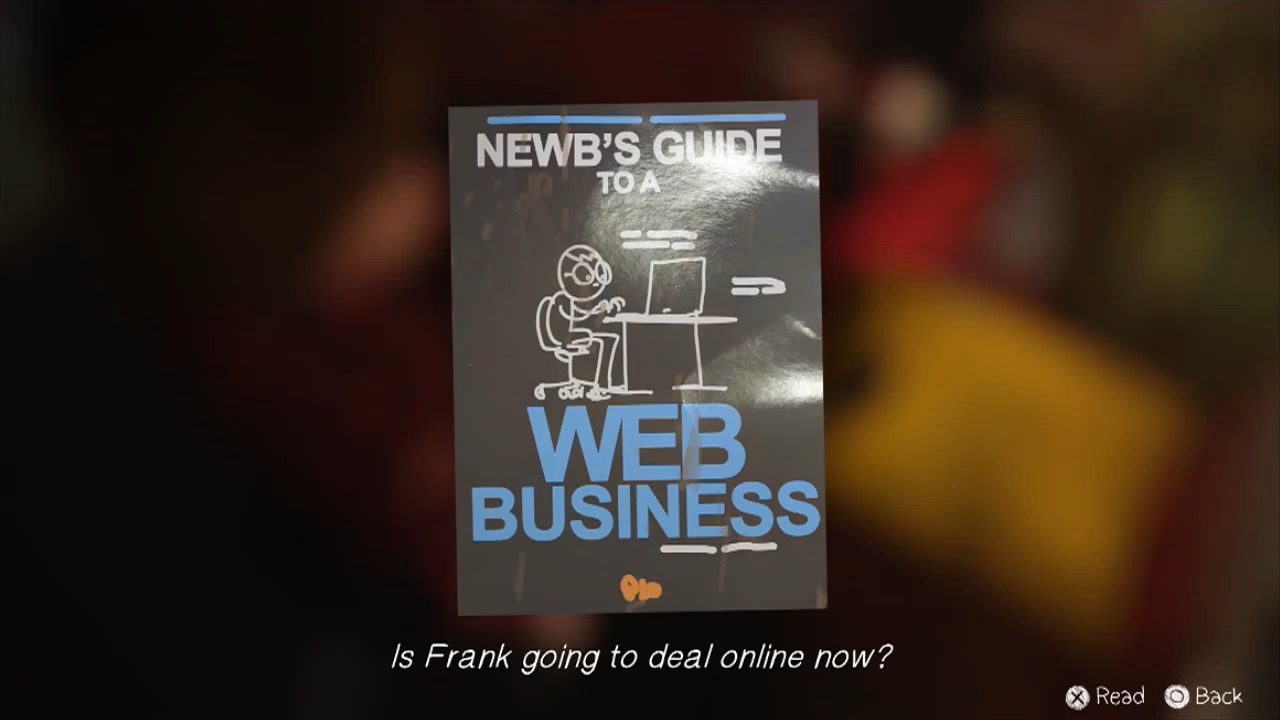 NEWB'S GUIDE
TO A
WEB
BUSINESS
Is Frank going to deal online now?
Read
Back